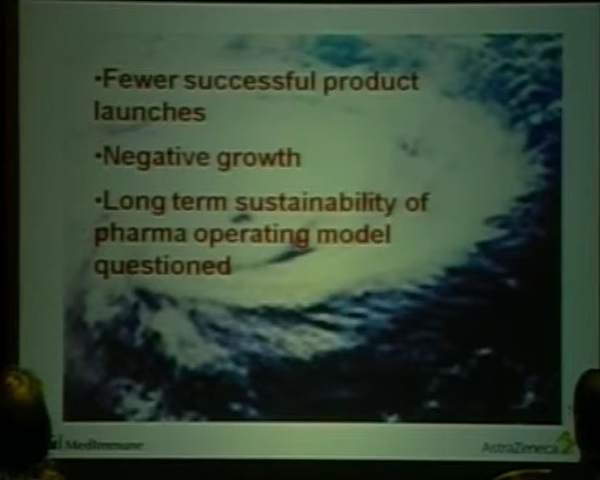 •Fewer successful product
launches
•Negative growth
•Long term sustainability of
pharma operating model
questioned
MedImmune
AstraZeneca